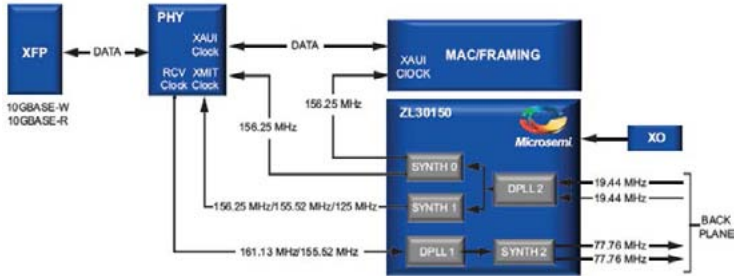 PHY
XFP
DATA
XAUI
Clock
DATA
MAC/FRAMING
XAUI
CLOCK
RCV XMIT
Clock Clock
10GBASE-W
10GBASE-R
156.25 MHz
156.25 MHz
ZL30150
Microsemi
XO
SYNTH 0
DPLL 2
19.44 MHz
19.44 MHz
156.25 MHz/155.52 MHz/125 MHz
SYNTH 1
BACK
PLANE
161.13 MHz/155.52 MHz
DPLL 1
SYNTH 2
77.76 MHz
77.76 MHz